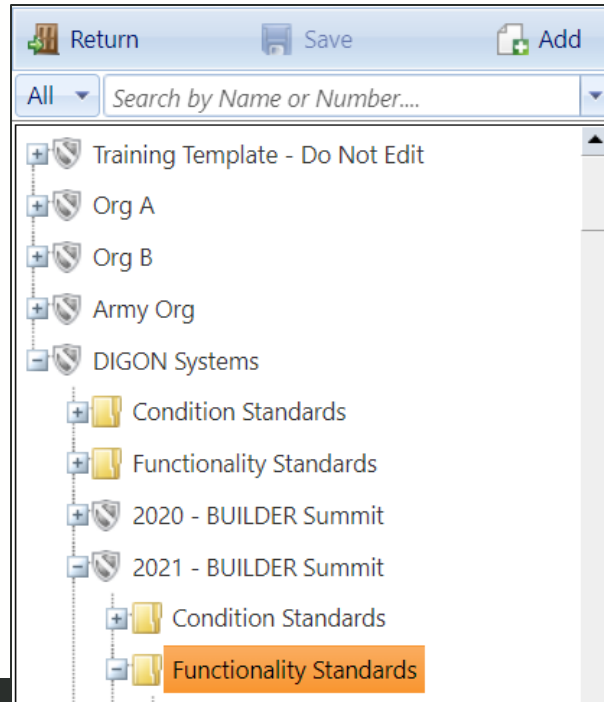 Return Save Add
All Search by Name or Number....
Training Template - Do Not Edit
Org A
Org B
Army Org
DIGON Systems
Condition Standards
Functionality Standards
2020 - BUILDER Summit
2021 - BUILDER Summit
Condition Standards
Functionality Standards